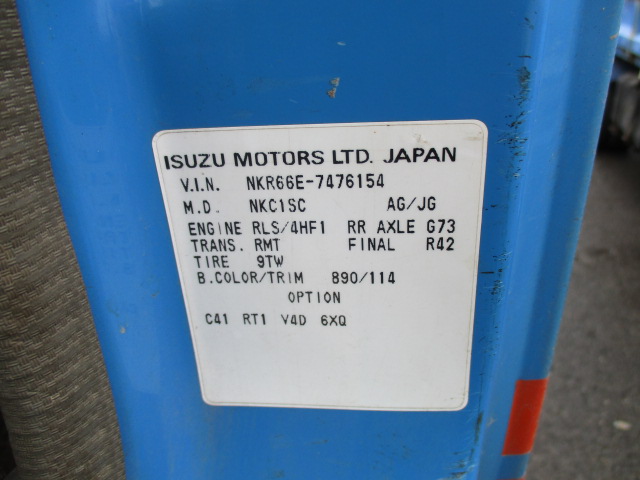 ISUZU MOTORS LTD. JAPAN
V.I.N. NKR66E-7476154
M.D. NKC1SC AG/JG
ENGINE RLS/4HF1 RR AXLE G73
TRANS. RMT FINAL R42
TIRE 9TW
B.COLOR/TRIM 890/114
OPTION
C41 RT1 V4D 6XQ